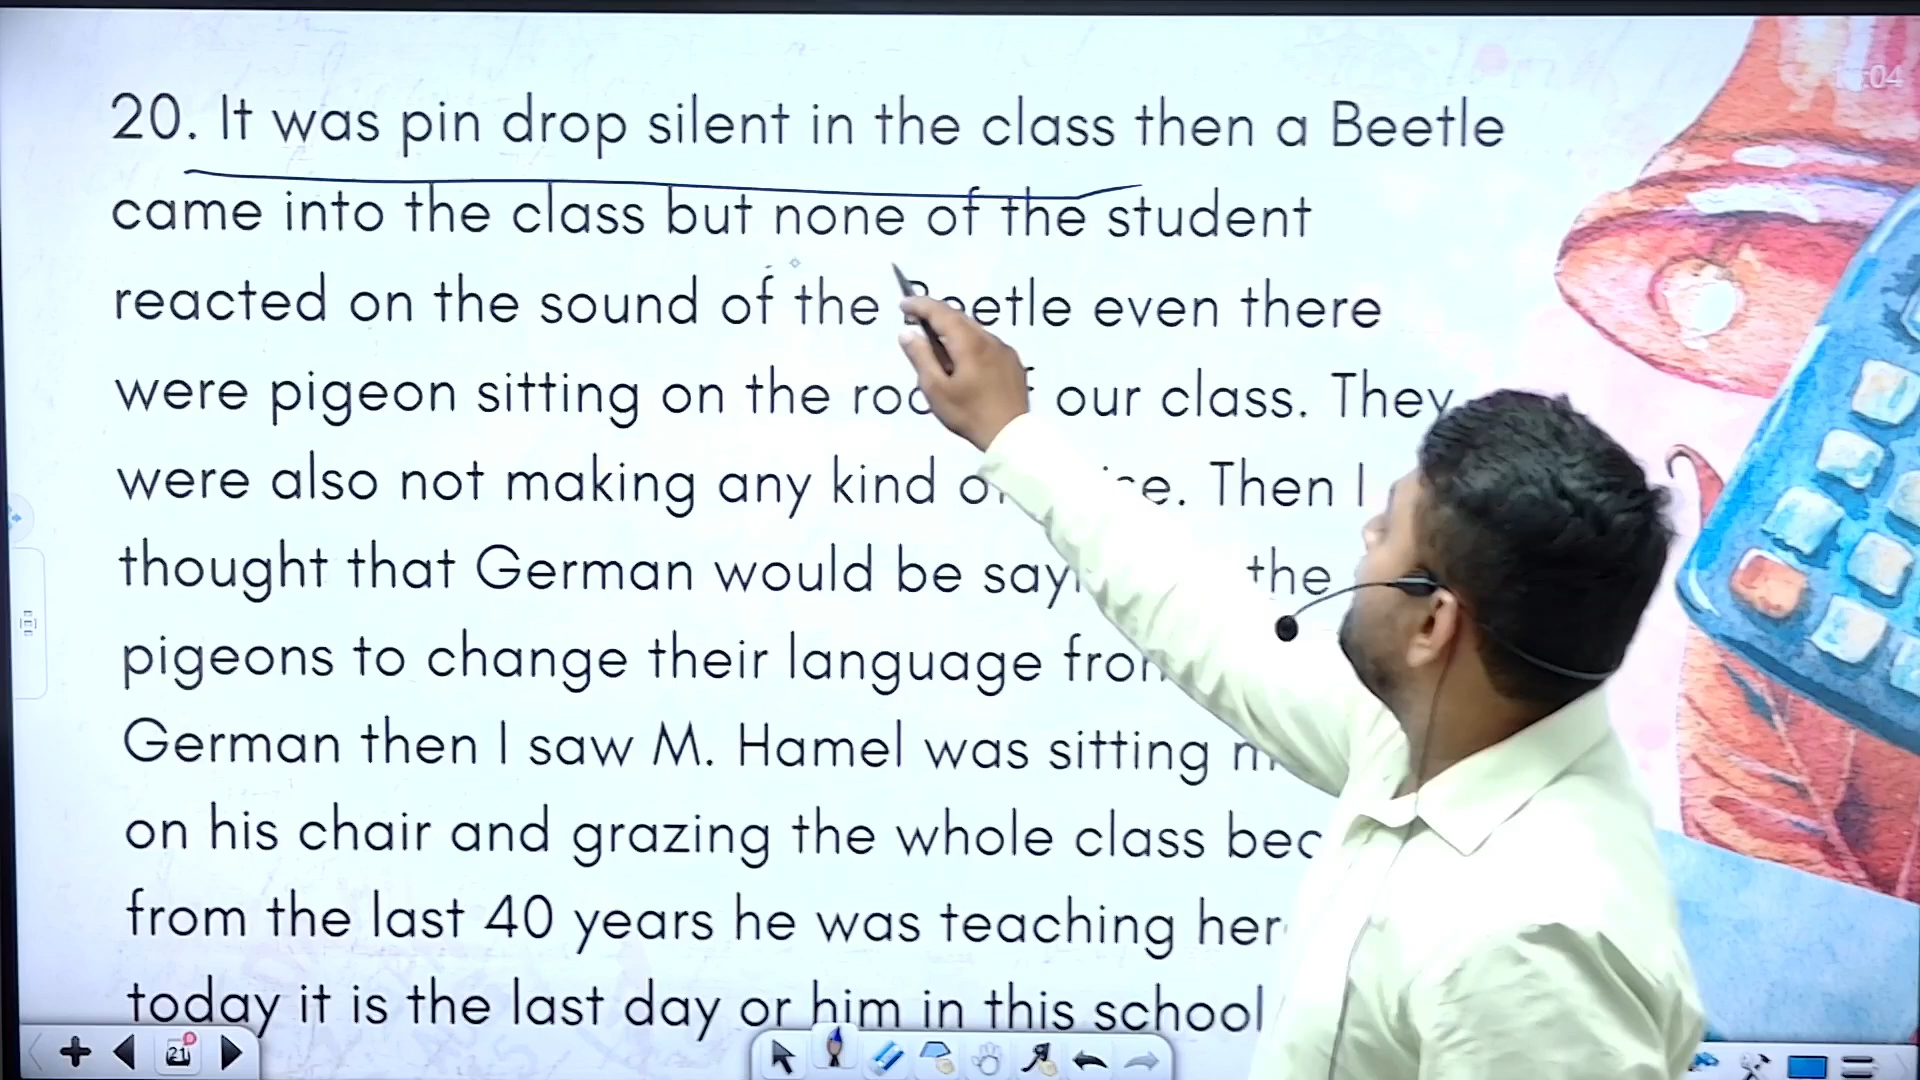 20. It was pin drop silent in the class then a Beetle
came into the class but none of the student
reacted on the sound of the Beetle even there
were pigeon sitting on the our class. They
were also not making any kind Then I
thought that German would be the
pigeons to change their language
German then I saw M. Hamel was sitting
on his chair and grazing the whole class
from the last 40 years he was teaching
today it is the last day or him in this school
21